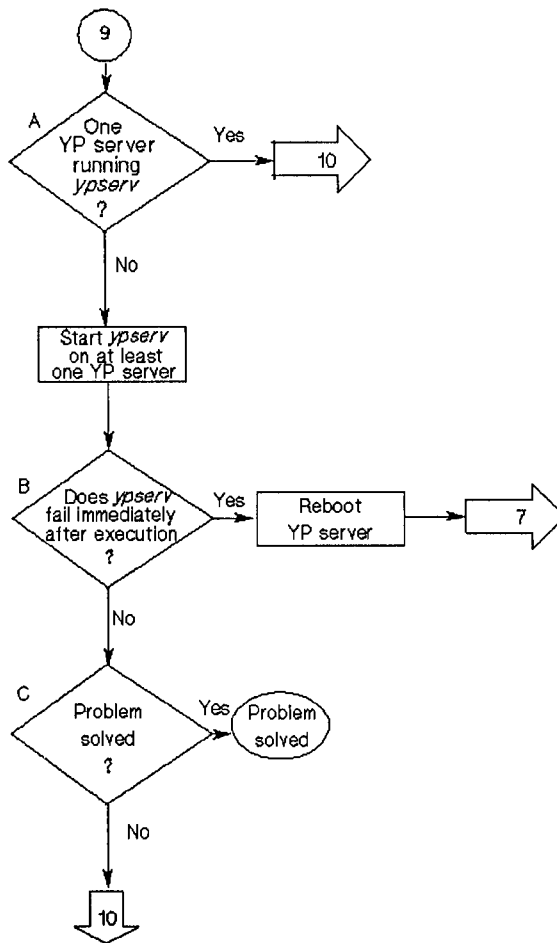 9
A
One
YP server
running
ypserv
?
Yes
10
No
Start ypserv
on at least
one YP server
B
Does ypserv
fail immediately
after execution
?
Yes
Reboot
YP server
7
No
C
Problem
solved
?
Yes
Problem
solved
No
10